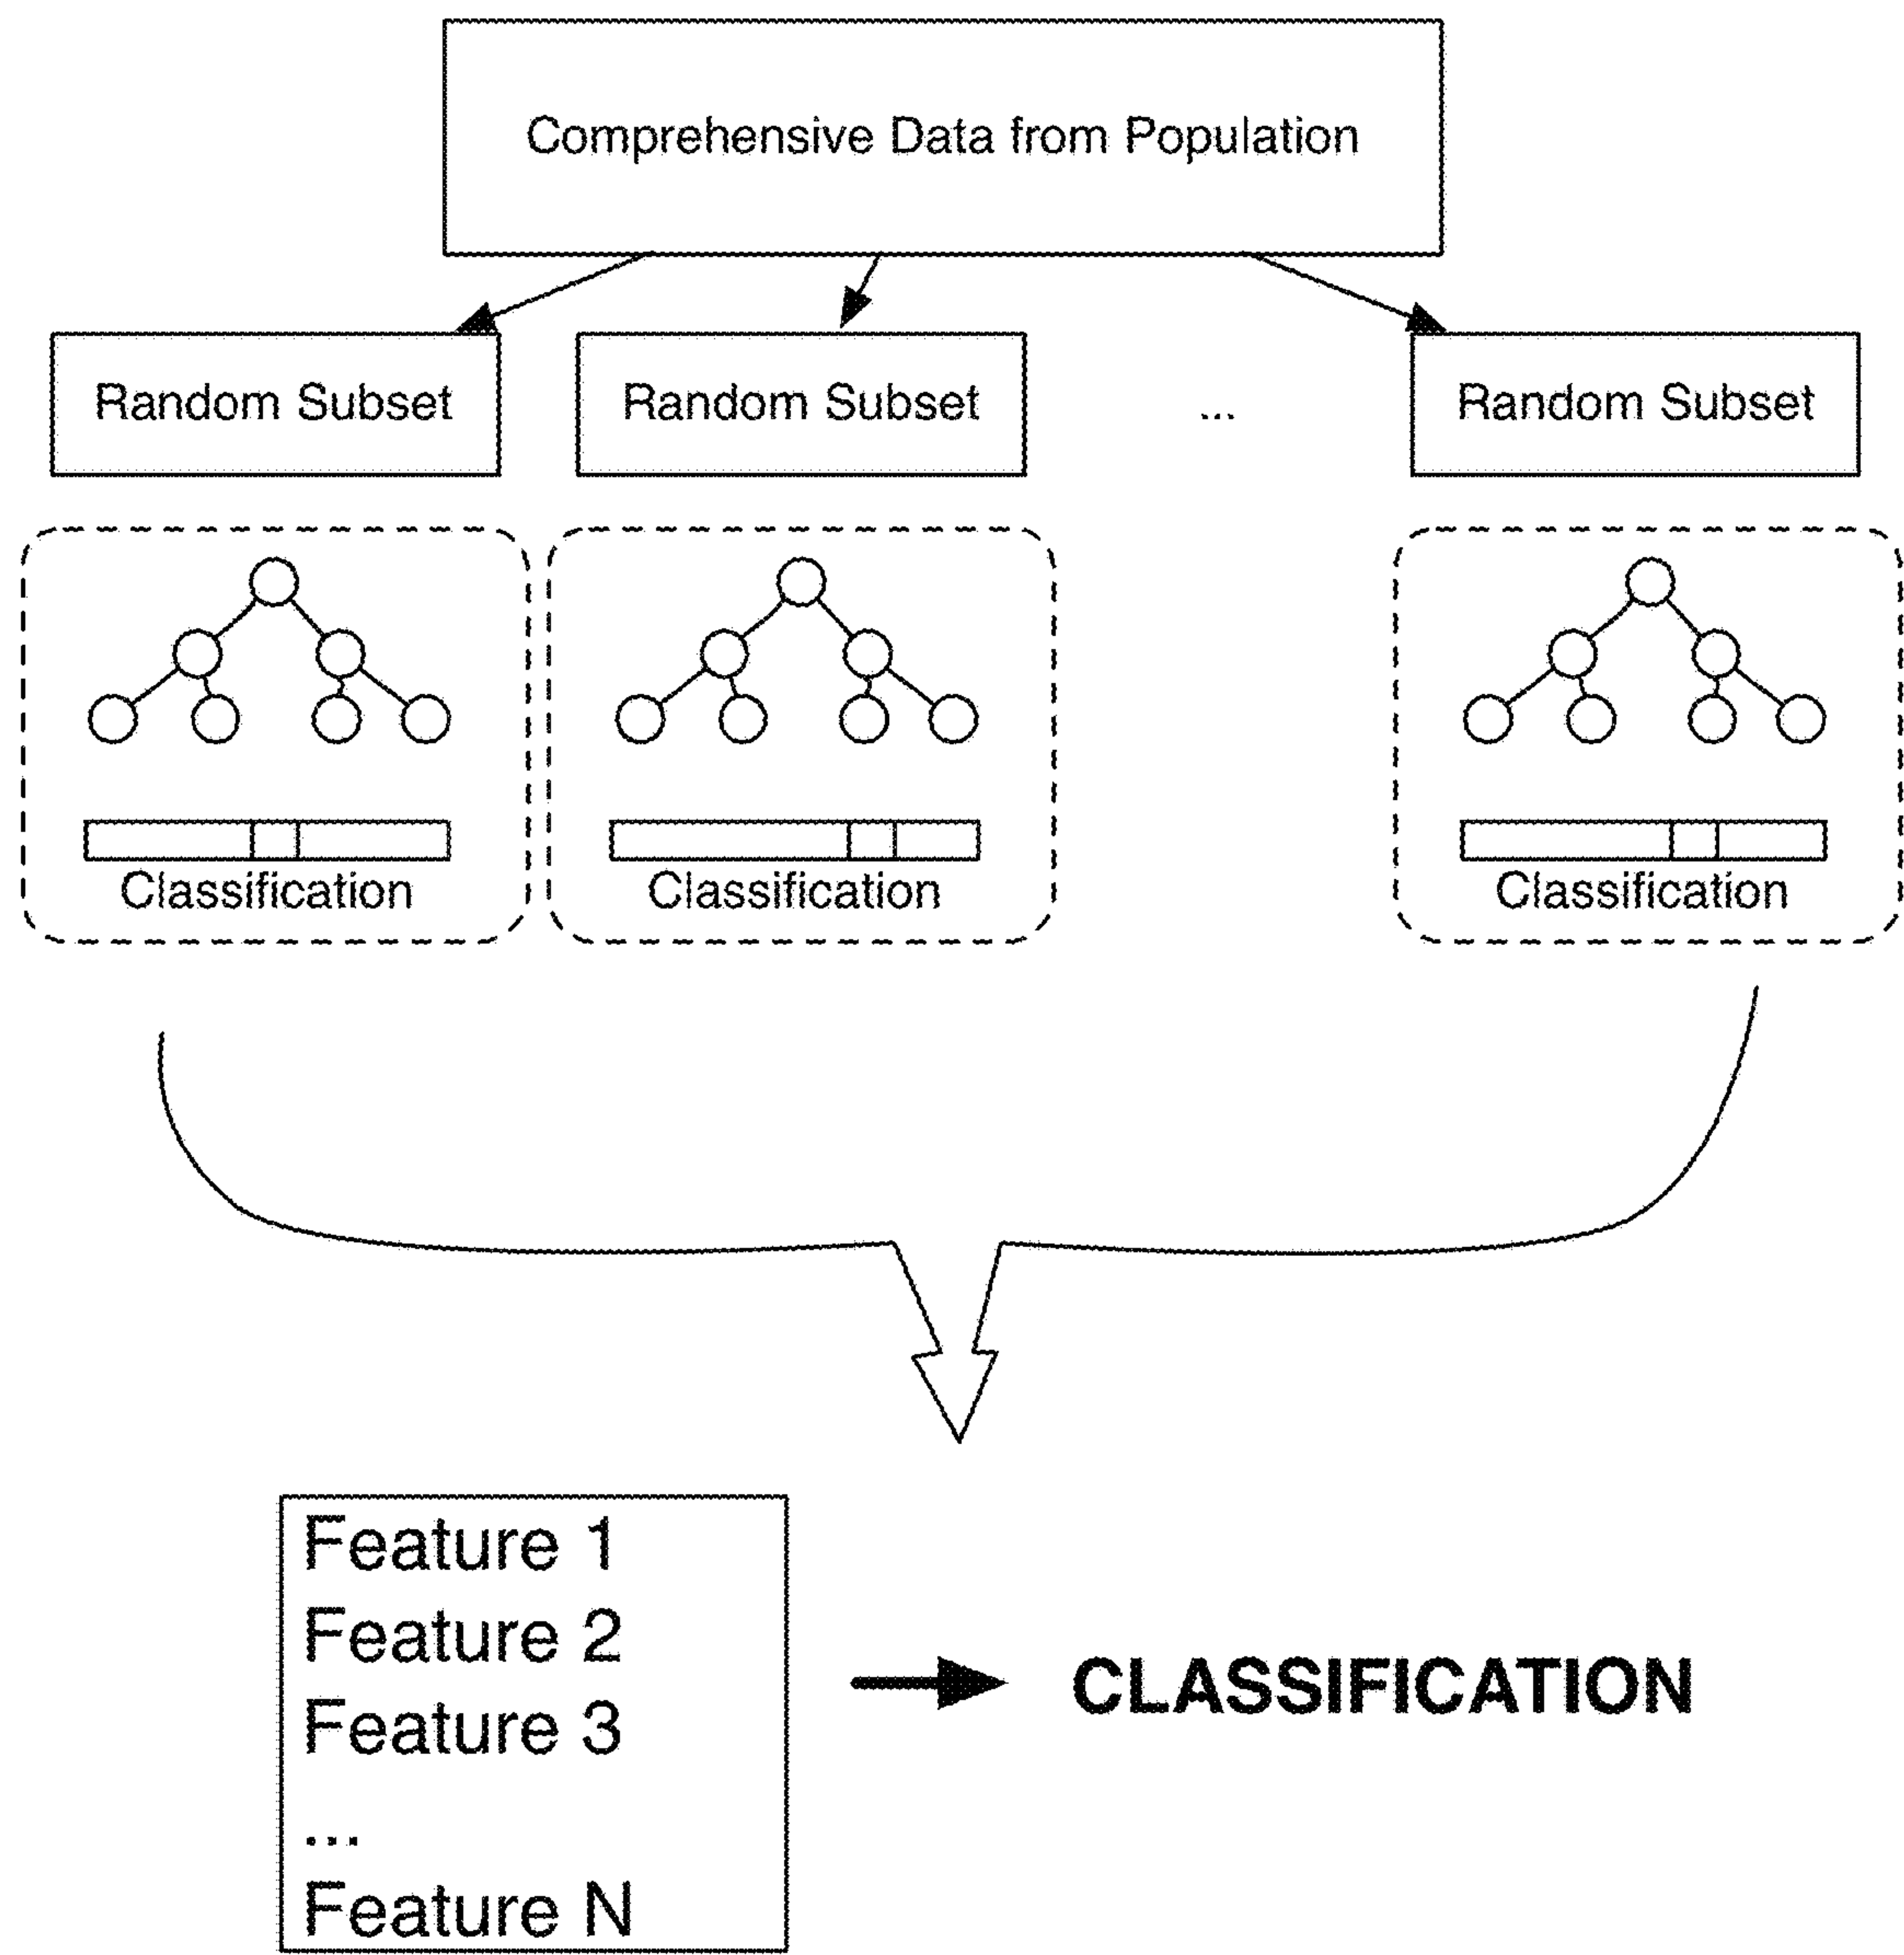 Comprehensive Data from Population
Random Subset
Random Subset
...
Random Subset
Classification
Classification
Classification
Feature 1
Feature 2
Feature 3
...
Feature N
CLASSIFICATION